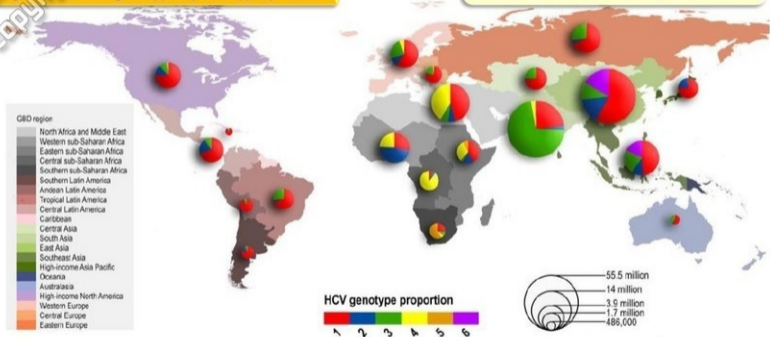 Copy
GBD region
North Africa and Middle East
Western sub-Saharan Africa
Eastern sub-Saharan Africa
Central sub-Saharan Africa
Southern sub-Saharan Africa
Southern Latin America
Andean Latin America
Tropical Latin America
Central Latin America
Caribbean
Central Asia
South Asia
East Asia
Southeast Asia
High-income Asia Pacific
Oceania
Australasia
High-income North America
Western Europe
Central Europe
Eastern Europe
HCV genotype proportion
1 2 3 4 5 6
55.5 million
14 million
3.9 million
1.7 million
486,000